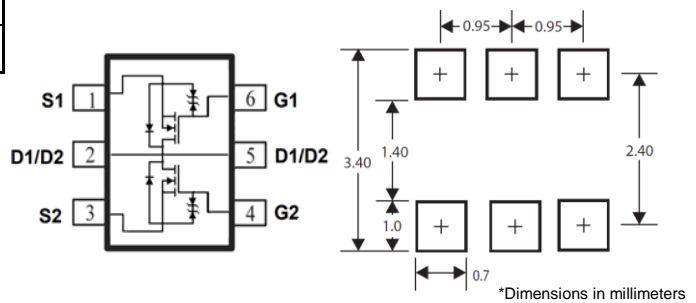 S1 1 6 G1
D1/D2 2 5 D1/D2
S2 3 4 G2
0.95 0.95
3.40
1.40
2.40
1.0
0.7
*Dimensions in millimeters